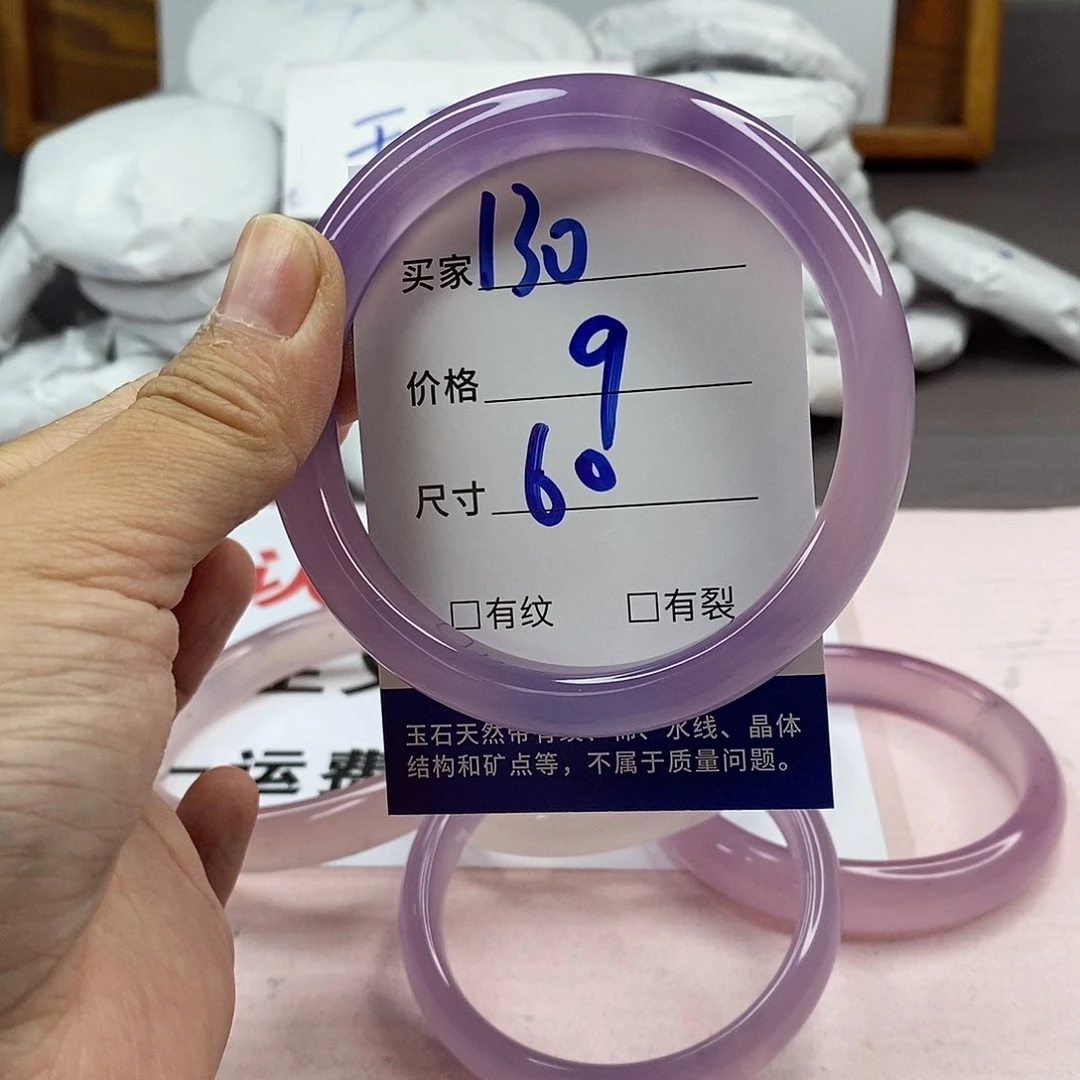 买家 130
价格 9
尺寸 60
□有纹 □有裂
玉石天然带有纹、棉、水线、晶体
结构和矿点等，不属于质量问题。
运费